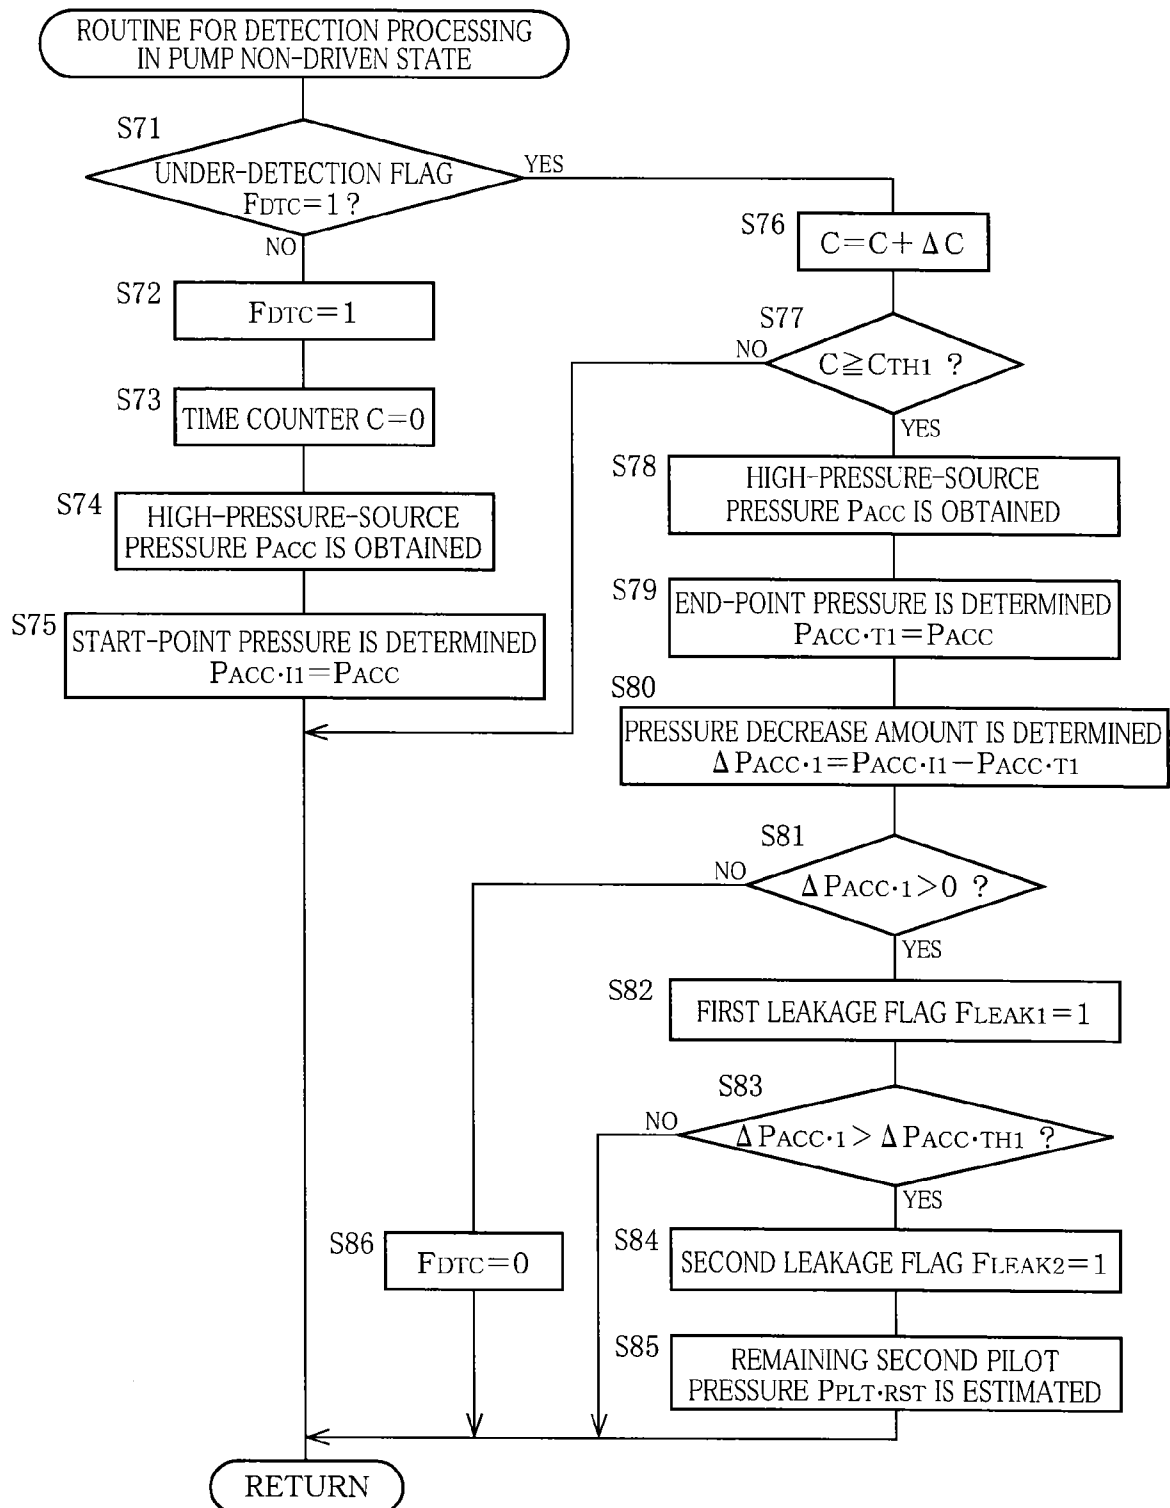 ROUTINE FOR DETECTION PROCESSING
IN PUMP NON-DRIVEN STATE
S71
UNDER-DETECTION FLAG
FDTC=1?
YES
NO
S72
FDTC=1
S73
TIME COUNTER C=0
S74
HIGH-PRESSURE-SOURCE
PRESSURE PACC IS OBTAINED
S75
START-POINT PRESSURE IS DETERMINED
PACC·I1=PACC
S76
C=C+ΔC
S77
NO
C≧CTH1 ?
YES
S78
HIGH-PRESSURE-SOURCE
PRESSURE PACC IS OBTAINED
S79
END-POINT PRESSURE IS DETERMINED
PACC·T1=PACC
S80
PRESSURE DECREASE AMOUNT IS DETERMINED
ΔPACC·1=PACC·I1−PACC·T1
S81
NO
ΔPACC·1>0 ?
YES
S82
FIRST LEAKAGE FLAG FLEAK1=1
S83
NO
ΔPACC·1>ΔPACC·TH1 ?
YES
S86
FDTC=0
S84
SECOND LEAKAGE FLAG FLEAK2=1
S85
REMAINING SECOND PILOT
PRESSURE PPLT·RST IS ESTIMATED
RETURN